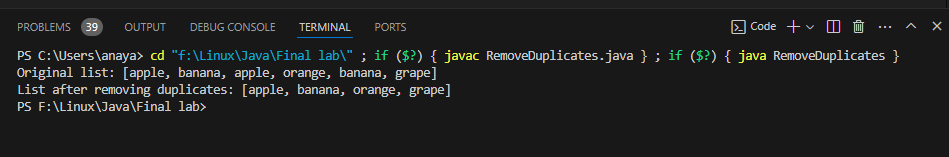 PROBLEMS 39 OUTPUT DEBUG CONSOLE TERMINAL PORTS Code
PS C:\Users\anaya> cd "f:\Linux\Java\Final lab\" ; if ($?) { javac RemoveDuplicates.java } ; if ($?) { java RemoveDuplicates }
Original list: [apple, banana, apple, orange, banana, grape]
List after removing duplicates: [apple, banana, orange, grape]
PS F:\Linux\Java\Final lab>